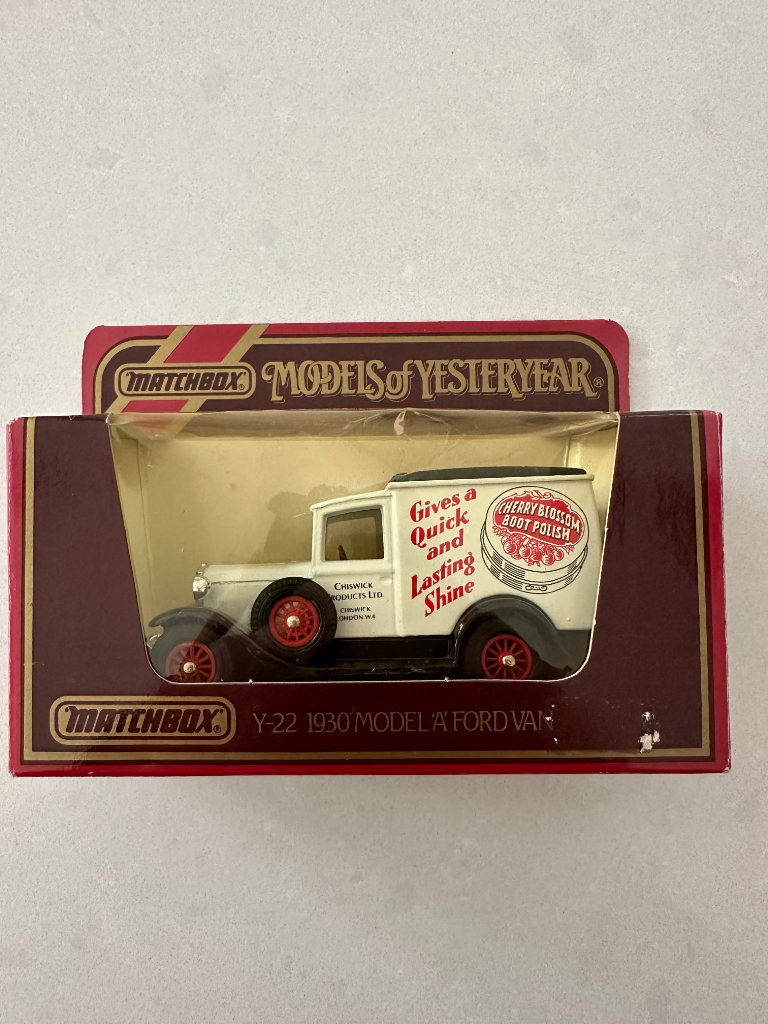 MATCHBOX® MODELS of YESTERYEAR®
Gives a
Quick
and
Lasting
Shine
CHERRY BLOSSOM
BOOT POLISH
CHISWICK
PRODUCTS LTD.
CHISWICK
LONDON W.4
MATCHBOX® Y-22 1930 MODEL 'A' FORD VAN